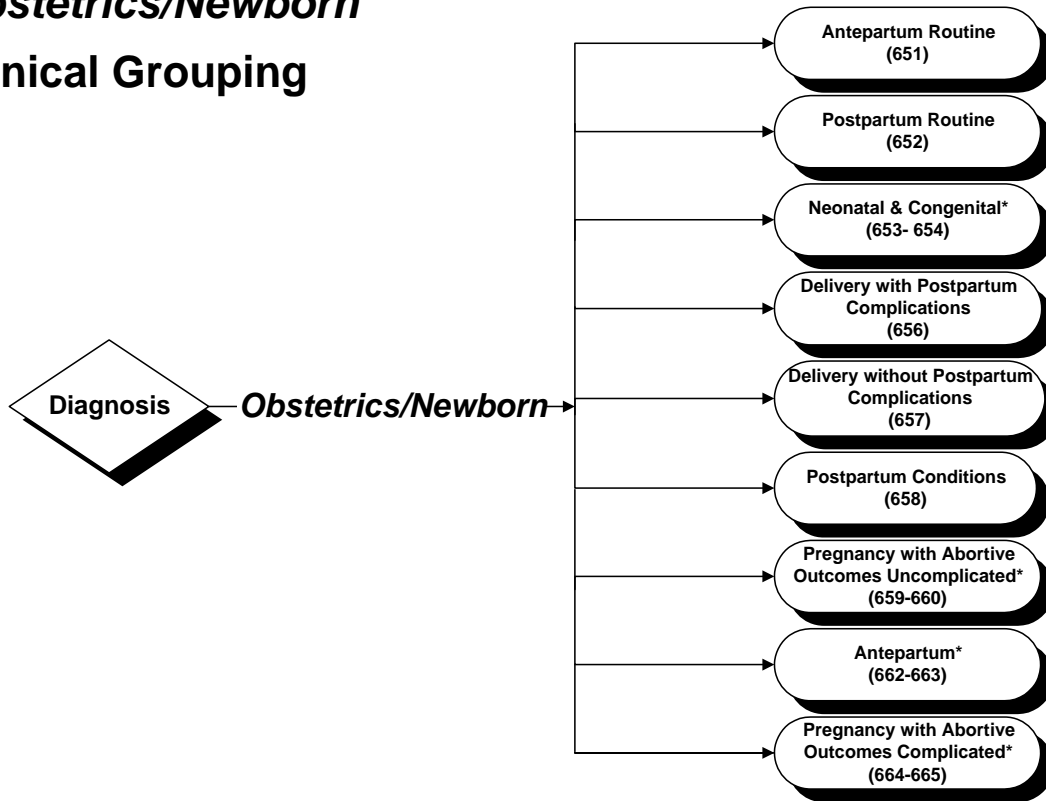 bstetrics/Newborn
nical Grouping
Antepartum Routine
(651)
Postpartum Routine
(652)
Neonatal & Congenital*
(653- 654)
Delivery with Postpartum
Complications
(656)
Diagnosis
Obstetrics/Newborn
Delivery without Postpartum
Complications
(657)
Postpartum Conditions
(658)
Pregnancy with Abortive
Outcomes Uncomplicated*
(659-660)
Antepartum*
(662-663)
Pregnancy with Abortive
Outcomes Complicated*
(664-665)